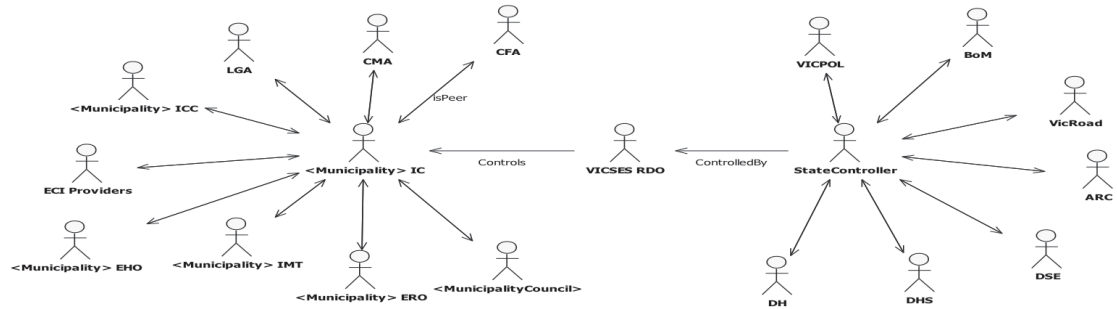 CFA
CMA
LGA
VICPOL
BoM
isPeer
<Municipality> ICC
VicRoad
<Municipality> IC
Controls
VICSES RDO
ControlledBy
StateController
ECI Providers
ARC
<Municipality> EHO
<Municipality> IMT
<Municipality> ERO
<MunicipalityCouncil>
DH
DHS
DSE